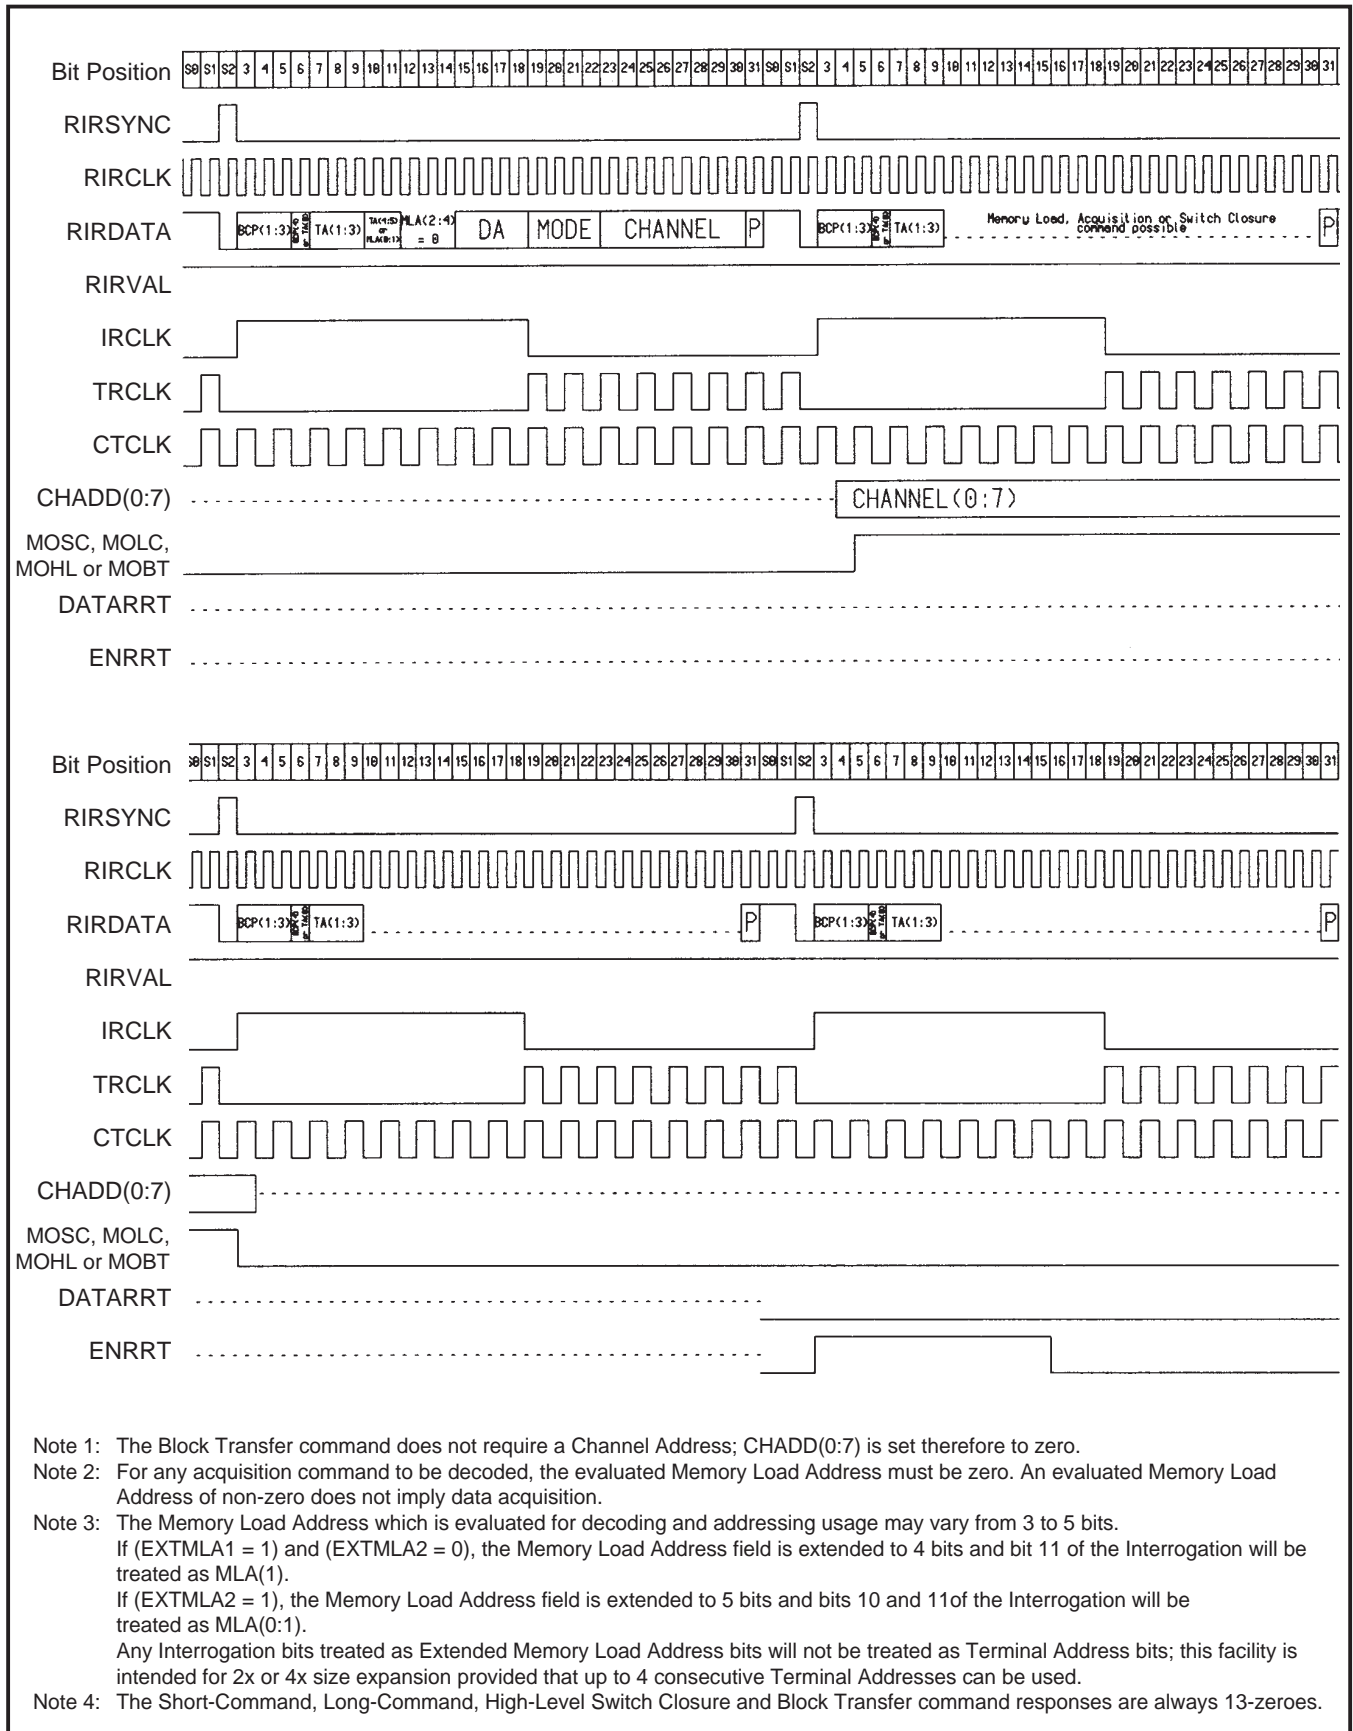 Bit Position S0 S1 S2 3 4 5 6 7 8 9 10 11 12 13 14 15 16 17 18 19 20 21 22 23 24 25 26 27 28 29 30 31 S0 S1 S2 3 4 5 6 7 8 9 10 11 12 13 14 15 16 17 18 19 20 21 22 23 24 25 26 27 28 29 30 31
RIRSYNC
RIRCLK
RIRDATA BCP(1:3) TA(1:3) TA(4:5) or MLA(0:1) MLA(2:4) = 0 DA MODE CHANNEL P BCP(1:3) TA(1:3) Memory Load, Acquisition or Switch Closure command possible P
RIRVAL
IRCLK
TRCLK
CTCLK
CHADD(0:7) CHANNEL(0:7)
MOSC, MOLC,
MOHL or MOBT
DATARRT
ENRRT
Bit Position S0 S1 S2 3 4 5 6 7 8 9 10 11 12 13 14 15 16 17 18 19 20 21 22 23 24 25 26 27 28 29 30 31 S0 S1 S2 3 4 5 6 7 8 9 10 11 12 13 14 15 16 17 18 19 20 21 22 23 24 25 26 27 28 29 30 31
RIRSYNC
RIRCLK
RIRDATA BCP(1:3) TA(1:3) P BCP(1:3) TA(1:3) P
RIRVAL
IRCLK
TRCLK
CTCLK
CHADD(0:7)
MOSC, MOLC,
MOHL or MOBT
DATARRT
ENRRT
Note 1: The Block Transfer command does not require a Channel Address; CHADD(0:7) is set therefore to zero.
Note 2: For any acquisition command to be decoded, the evaluated Memory Load Address must be zero. An evaluated Memory Load
Address of non-zero does not imply data acquisition.
Note 3: The Memory Load Address which is evaluated for decoding and addressing usage may vary from 3 to 5 bits.
If (EXTMLA1 = 1) and (EXTMLA2 = 0), the Memory Load Address field is extended to 4 bits and bit 11 of the Interrogation will be
treated as MLA(1).
If (EXTMLA2 = 1), the Memory Load Address field is extended to 5 bits and bits 10 and 11of the Interrogation will be
treated as MLA(0:1).
Any Interrogation bits treated as Extended Memory Load Address bits will not be treated as Terminal Address bits; this facility is
intended for 2x or 4x size expansion provided that up to 4 consecutive Terminal Addresses can be used.
Note 4: The Short-Command, Long-Command, High-Level Switch Closure and Block Transfer command responses are always 13-zeroes.